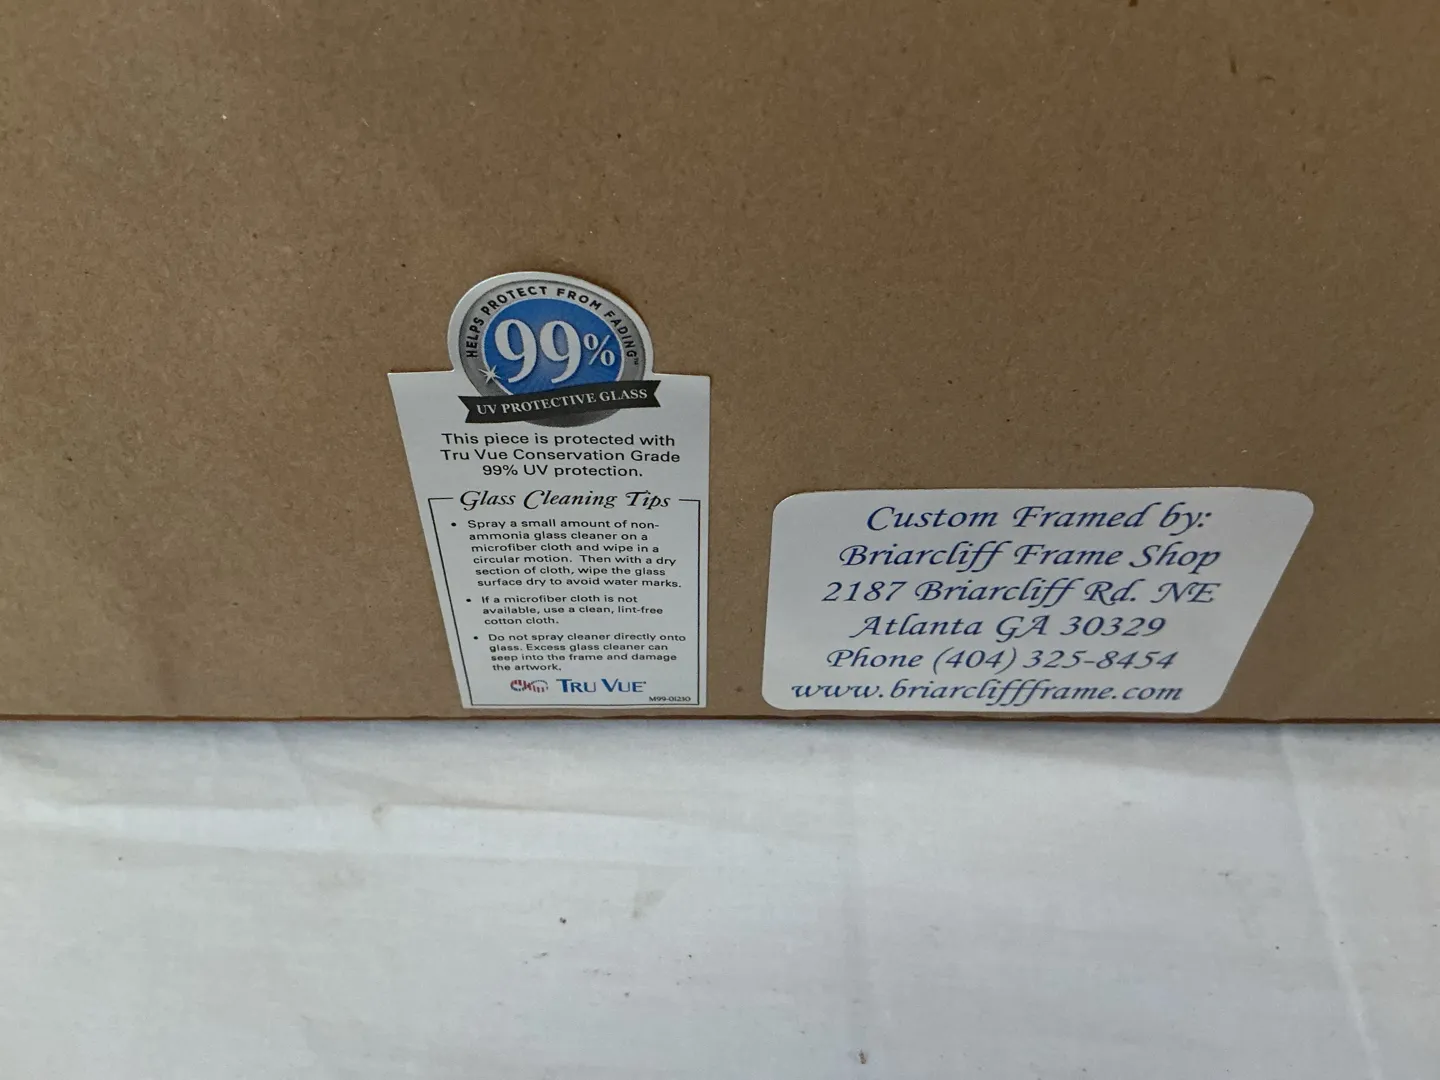 HELPS PROTECT FROM FADING™
99%
UV PROTECTIVE GLASS
This piece is protected with
Tru Vue Conservation Grade
99% UV protection.
Glass Cleaning Tips
• Spray a small amount of non-
ammonia glass cleaner on a
microfiber cloth and wipe in a
circular motion. Then with a dry
section of cloth, wipe the glass
surface dry to avoid water marks.
• If a microfiber cloth is not
available, use a clean, lint-free
cotton cloth.
• Do not spray cleaner directly onto
glass. Excess glass cleaner can
seep into the frame and damage
the artwork.
TRU VUE®
M99-01230
Custom Framed by:
Briarcliff Frame Shop
2187 Briarcliff Rd. NE
Atlanta GA 30329
Phone (404) 325-8454
www.briarcliffframe.com